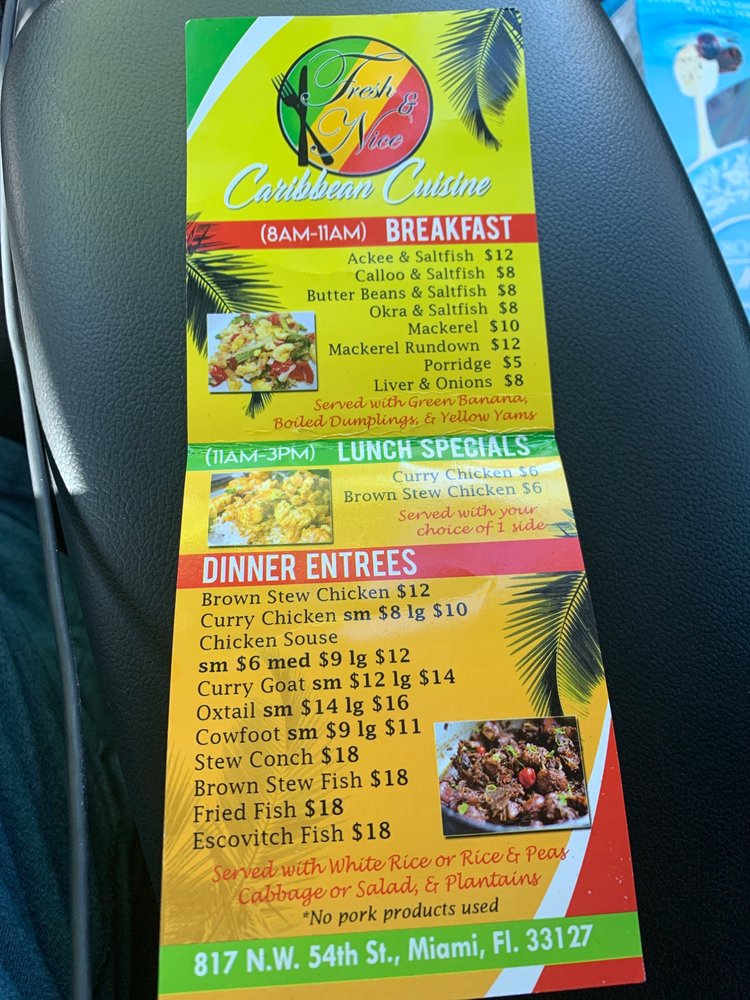 Fresh
&
Nice
Caribbean Cuisine
(8AM-11AM) BREAKFAST
Ackee & Saltfish $12
Calloo & Saltfish $8
Butter Beans & Saltfish $8
Okra & Saltfish $8
Mackerel $10
Mackerel Rundown $12
Porridge $5
Liver & Onions $8
Served with Green Banana,
Boiled Dumplings, & Yellow Yams
(11AM-3PM) LUNCH SPECIALS
Curry Chicken $6
Brown Stew Chicken $6
Served with your
choice of 1 side
DINNER ENTREES
Brown Stew Chicken $12
Curry Chicken sm $8 lg $10
Chicken Souse
sm $6 med $9 lg $12
Curry Goat sm $12 lg $14
Oxtail sm $14 lg $16
Cowfoot sm $9 lg $11
Stew Conch $18
Brown Stew Fish $18
Fried Fish $18
Escovitch Fish $18
Served with White Rice or Rice & Peas
Cabbage or Salad, & Plantains
*No pork products used
817 N.W. 54th St., Miami, Fl. 33127